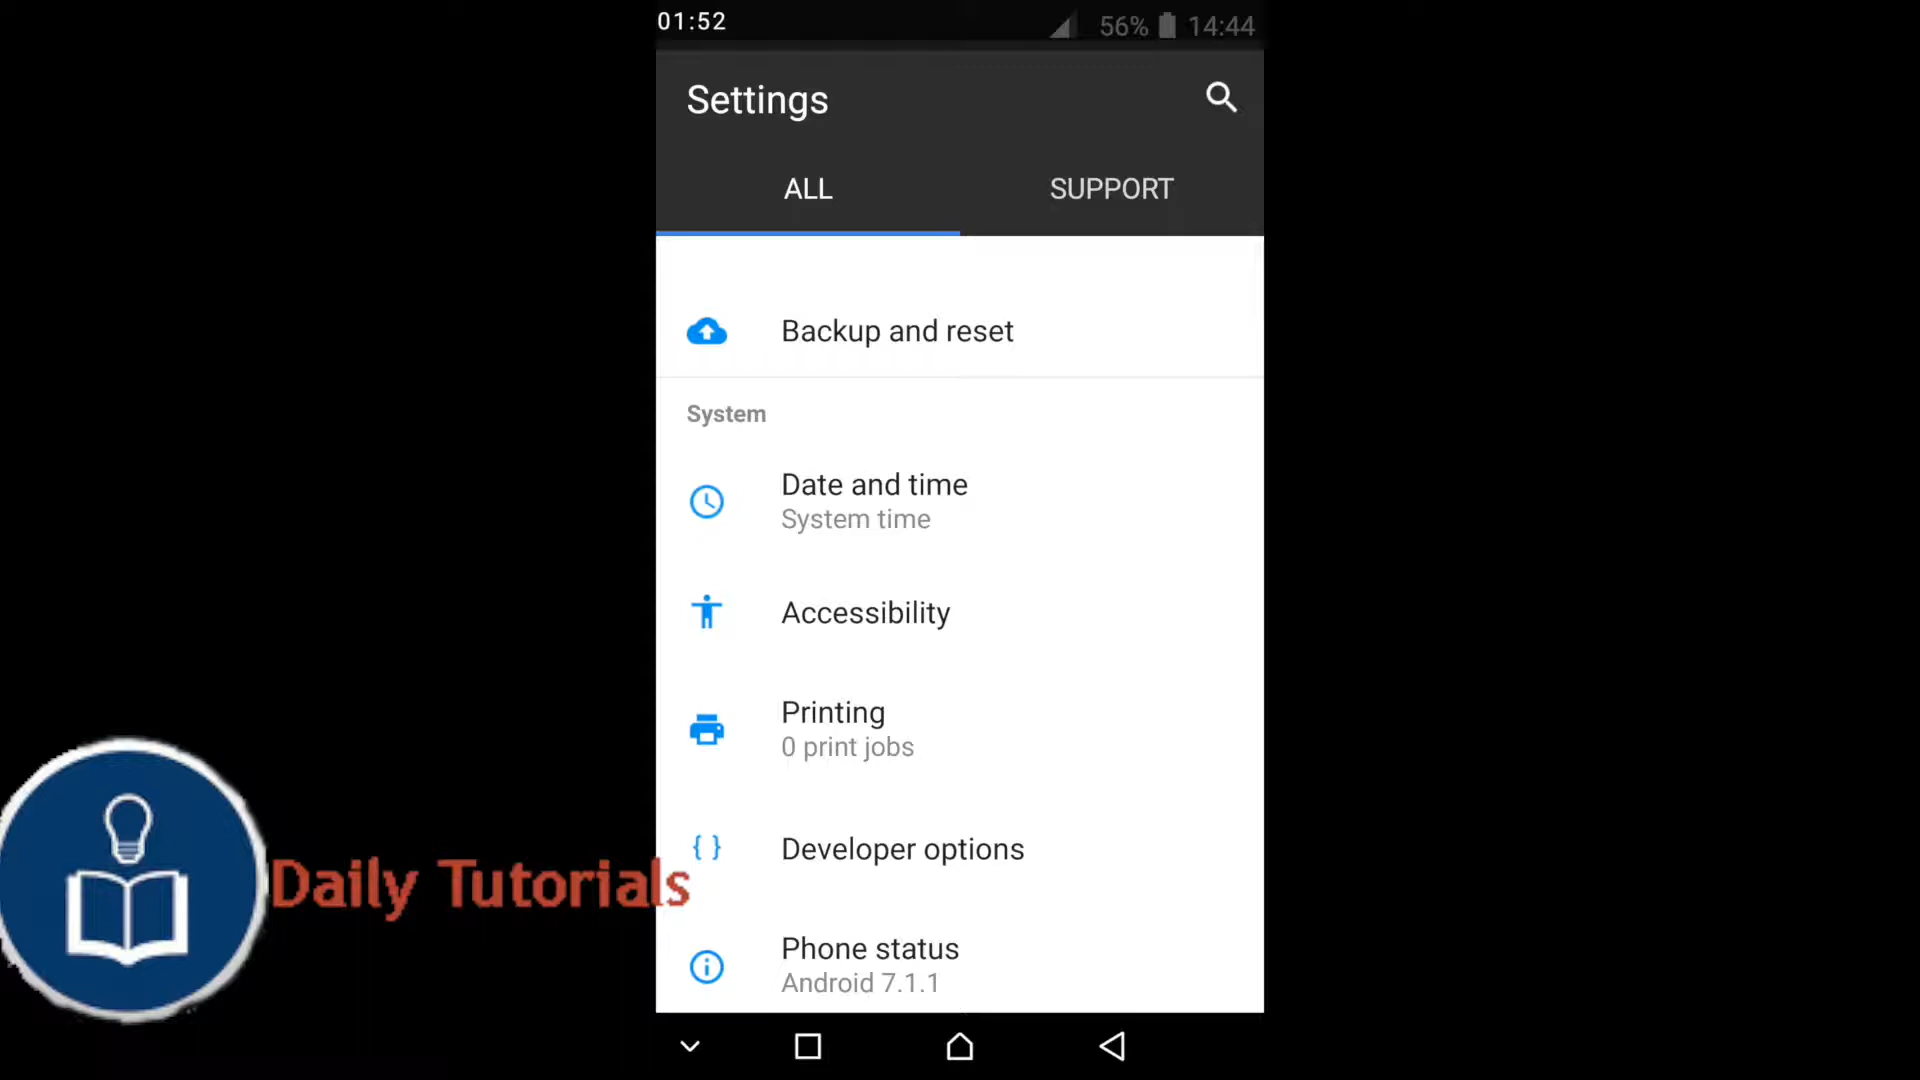 01:52
56% 14:44
Settings
ALL
SUPPORT
Backup and reset
System
Date and time
System time
Accessibility
Printing
0 print jobs
Developer options
Daily Tutorials
Phone status
Android 7.1.1